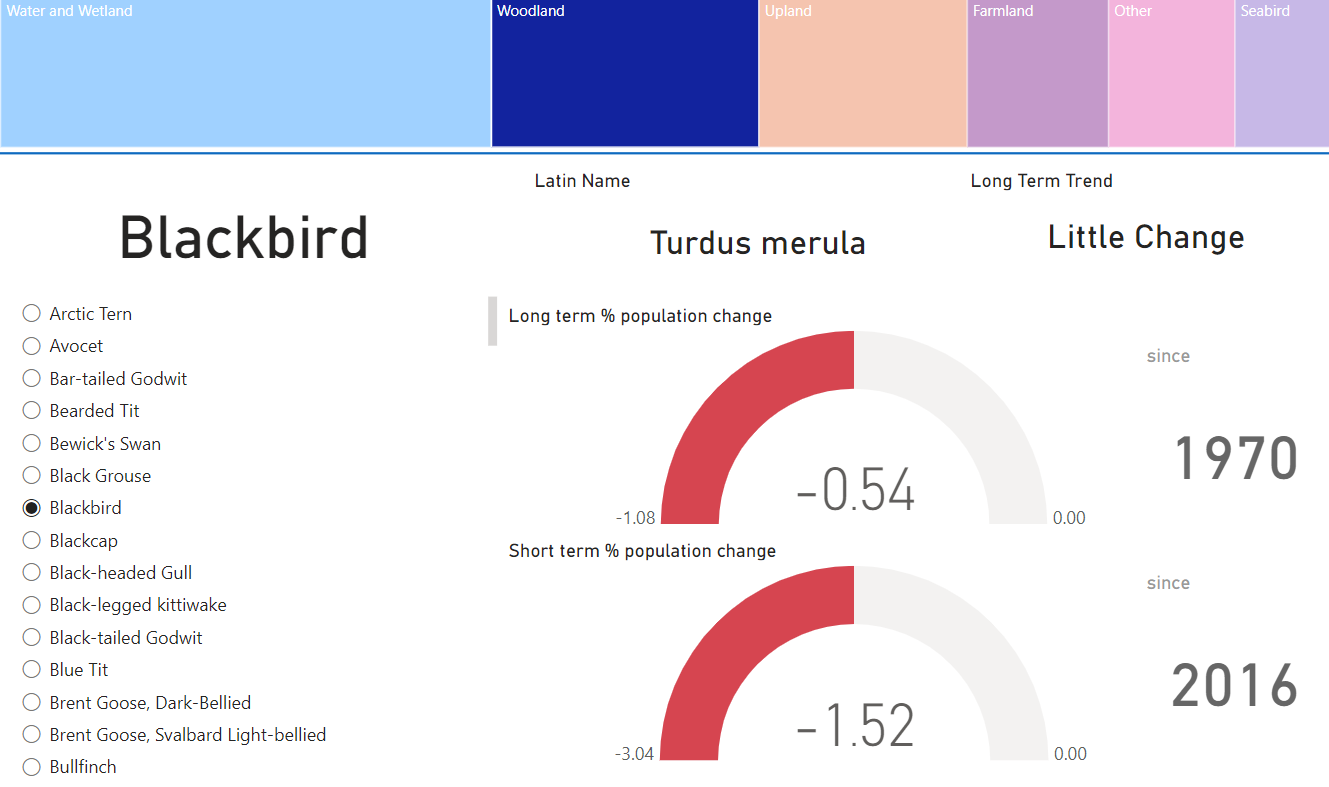 Water and Wetland
Woodland
Upland
Farmland
Other
Seabird
Latin Name
Long Term Trend
Blackbird
Turdus merula
Little Change
Arctic Tern
Avocet
Bar-tailed Godwit
Bearded Tit
Bewick's Swan
Black Grouse
Blackbird
Blackcap
Black-headed Gull
Black-legged kittiwake
Black-tailed Godwit
Blue Tit
Brent Goose, Dark-Bellied
Brent Goose, Svalbard Light-bellied
Bullfinch
Long term % population change
-0.54
-1.08
0.00
since
1970
Short term % population change
-1.52
-3.04
0.00
since
2016